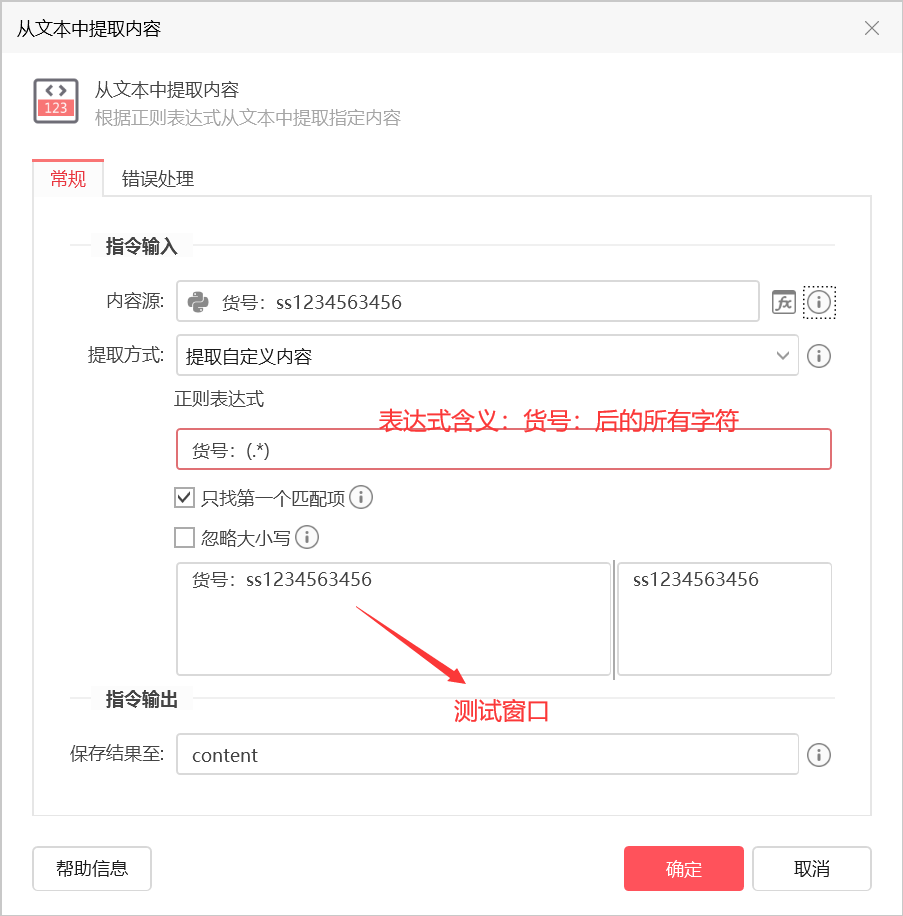 从文本中提取内容
从文本中提取内容
123
根据正则表达式从文本中提取指定内容
常规 错误处理
指令输入
内容源: 货号：ss1234563456 fx
提取方式: 提取自定义内容
正则表达式
表达式含义：货号：后的所有字符
货号：(.*)
只找第一个匹配项
忽略大小写
货号：ss1234563456 ss1234563456
测试窗口
指令输出
保存结果至: content
帮助信息 确定 取消